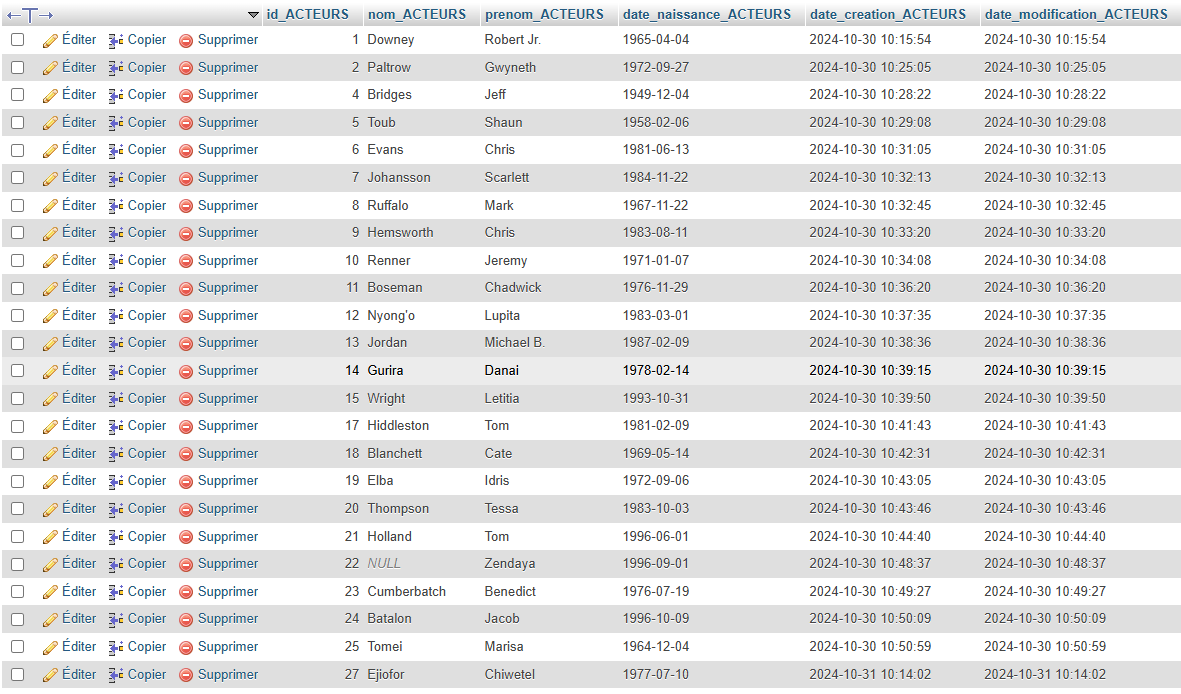 id_ACTEURS nom_ACTEURS prenom_ACTEURS date_naissance_ACTEURS date_creation_ACTEURS date_modification_ACTEURS
Éditer Copier Supprimer 1 Downey Robert Jr. 1965-04-04 2024-10-30 10:15:54 2024-10-30 10:15:54
Éditer Copier Supprimer 2 Paltrow Gwyneth 1972-09-27 2024-10-30 10:25:05 2024-10-30 10:25:05
Éditer Copier Supprimer 4 Bridges Jeff 1949-12-04 2024-10-30 10:28:22 2024-10-30 10:28:22
Éditer Copier Supprimer 5 Toub Shaun 1958-02-06 2024-10-30 10:29:08 2024-10-30 10:29:08
Éditer Copier Supprimer 6 Evans Chris 1981-06-13 2024-10-30 10:31:05 2024-10-30 10:31:05
Éditer Copier Supprimer 7 Johansson Scarlett 1984-11-22 2024-10-30 10:32:13 2024-10-30 10:32:13
Éditer Copier Supprimer 8 Ruffalo Mark 1967-11-22 2024-10-30 10:32:45 2024-10-30 10:32:45
Éditer Copier Supprimer 9 Hemsworth Chris 1983-08-11 2024-10-30 10:33:20 2024-10-30 10:33:20
Éditer Copier Supprimer 10 Renner Jeremy 1971-01-07 2024-10-30 10:34:08 2024-10-30 10:34:08
Éditer Copier Supprimer 11 Boseman Chadwick 1976-11-29 2024-10-30 10:36:20 2024-10-30 10:36:20
Éditer Copier Supprimer 12 Nyong'o Lupita 1983-03-01 2024-10-30 10:37:35 2024-10-30 10:37:35
Éditer Copier Supprimer 13 Jordan Michael B. 1987-02-09 2024-10-30 10:38:36 2024-10-30 10:38:36
Éditer Copier Supprimer 14 Gurira Danai 1978-02-14 2024-10-30 10:39:15 2024-10-30 10:39:15
Éditer Copier Supprimer 15 Wright Letitia 1993-10-31 2024-10-30 10:39:50 2024-10-30 10:39:50
Éditer Copier Supprimer 17 Hiddleston Tom 1981-02-09 2024-10-30 10:41:43 2024-10-30 10:41:43
Éditer Copier Supprimer 18 Blanchett Cate 1969-05-14 2024-10-30 10:42:31 2024-10-30 10:42:31
Éditer Copier Supprimer 19 Elba Idris 1972-09-06 2024-10-30 10:43:05 2024-10-30 10:43:05
Éditer Copier Supprimer 20 Thompson Tessa 1983-10-03 2024-10-30 10:43:46 2024-10-30 10:43:46
Éditer Copier Supprimer 21 Holland Tom 1996-06-01 2024-10-30 10:44:40 2024-10-30 10:44:40
Éditer Copier Supprimer 22 NULL Zendaya 1996-09-01 2024-10-30 10:48:37 2024-10-30 10:48:37
Éditer Copier Supprimer 23 Cumberbatch Benedict 1976-07-19 2024-10-30 10:49:27 2024-10-30 10:49:27
Éditer Copier Supprimer 24 Batalon Jacob 1996-10-09 2024-10-30 10:50:09 2024-10-30 10:50:09
Éditer Copier Supprimer 25 Tomei Marisa 1964-12-04 2024-10-30 10:50:59 2024-10-30 10:50:59
Éditer Copier Supprimer 27 Ejiofor Chiwetel 1977-07-10 2024-10-31 10:14:02 2024-10-31 10:14:02